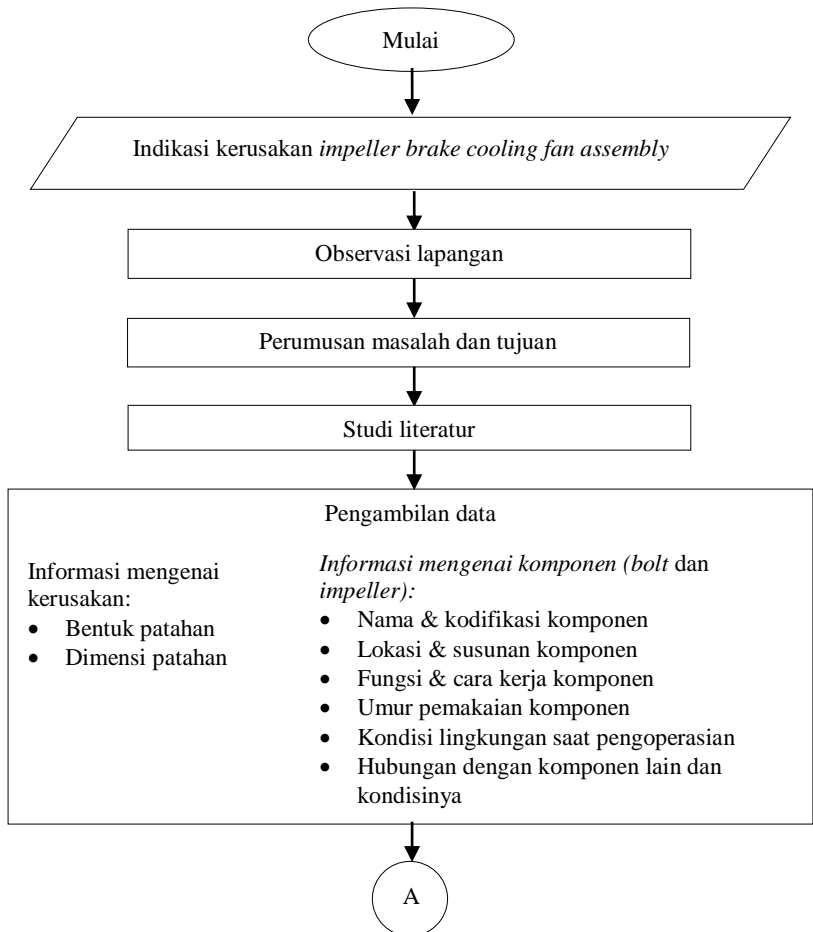 Mulai
Indikasi kerusakan impeller brake cooling fan assembly
Observasi lapangan
Perumusan masalah dan tujuan
Studi literatur
Pengambilan data
Informasi mengenai
kerusakan:
• Bentuk patahan
• Dimensi patahan
Informasi mengenai komponen (bolt dan
impeller):
• Nama & kodifikasi komponen
• Lokasi & susunan komponen
• Fungsi & cara kerja komponen
• Umur pemakaian komponen
• Kondisi lingkungan saat pengoperasian
• Hubungan dengan komponen lain dan
kondisinya
A